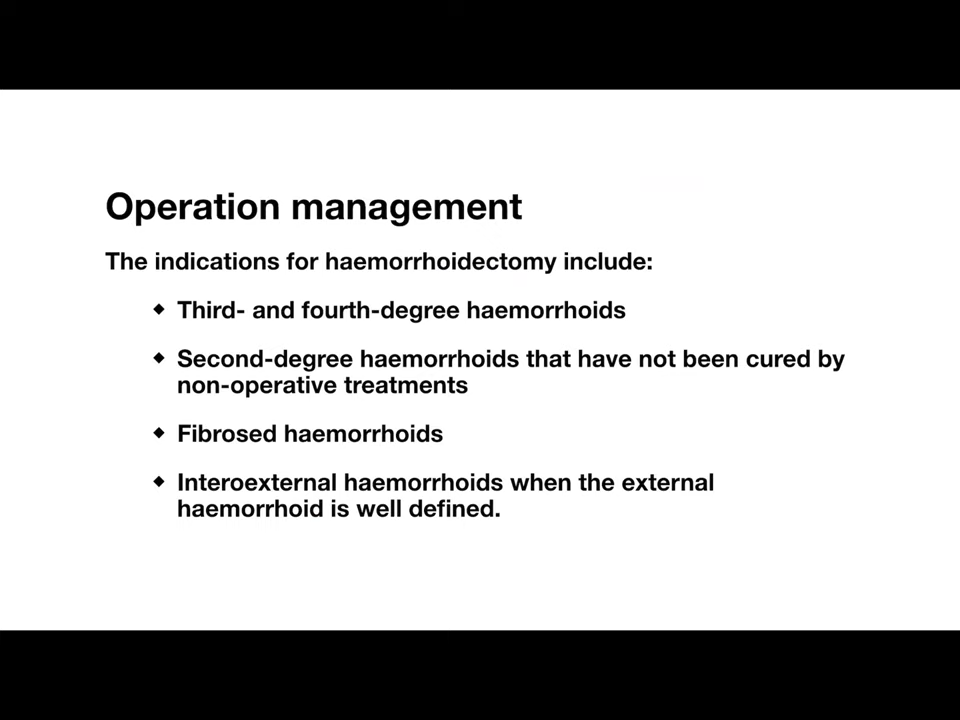 Operation management
The indications for haemorrhoidectomy include:
◆ Third- and fourth-degree haemorrhoids
◆ Second-degree haemorrhoids that have not been cured by
non-operative treatments
◆ Fibrosed haemorrhoids
◆ Interoexternal haemorrhoids when the external
haemorrhoid is well defined.